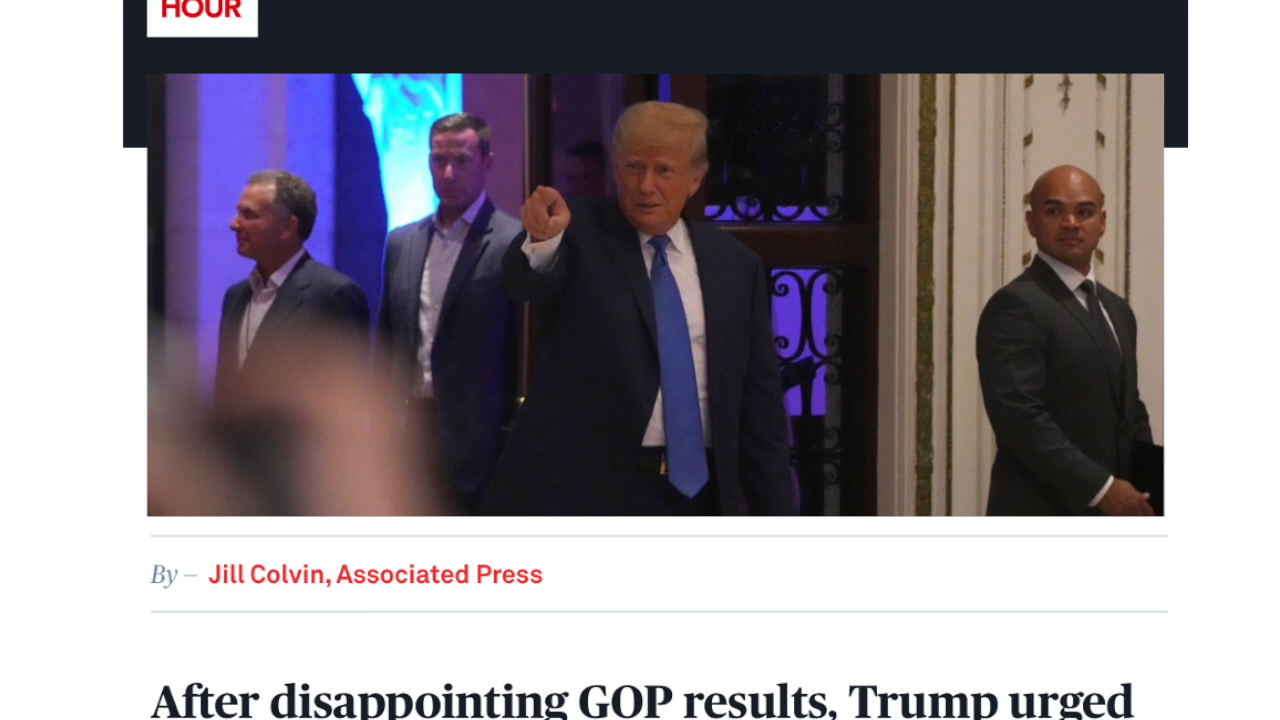 HOUR
By – Jill Colvin, Associated Press
After disappointing GOP results, Trump urged